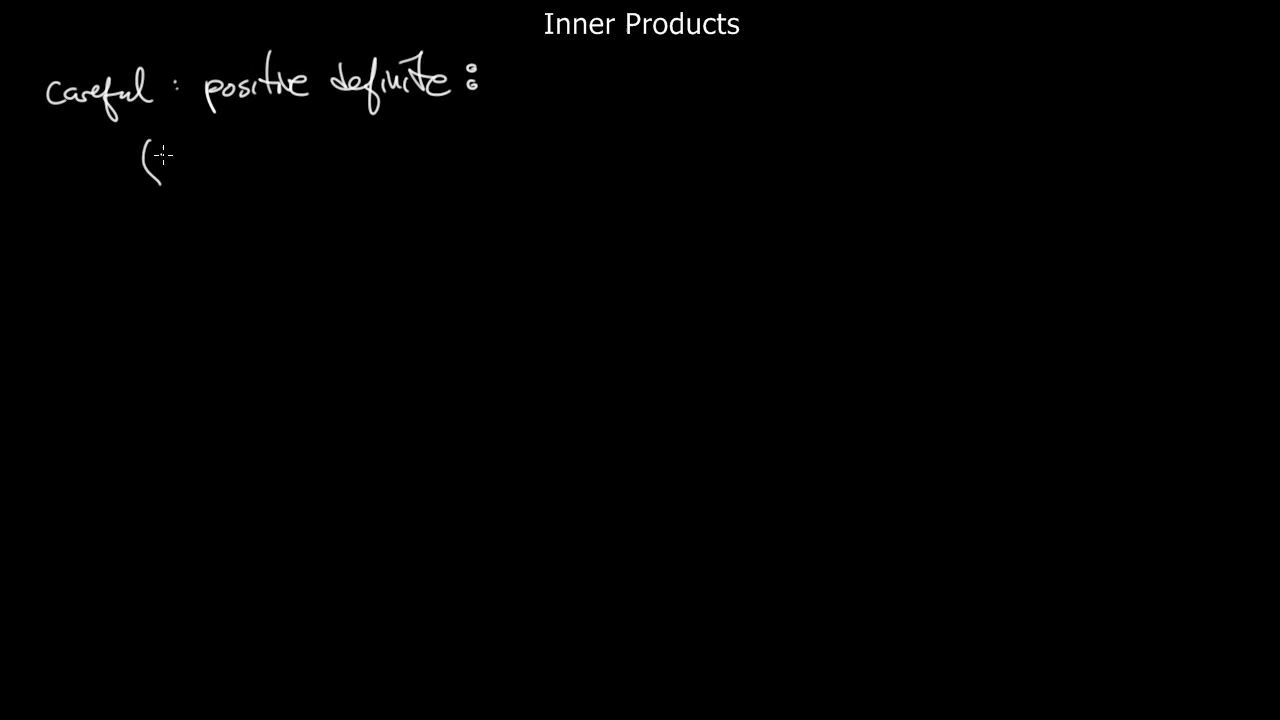 Inner Products
careful : positive definite :
(